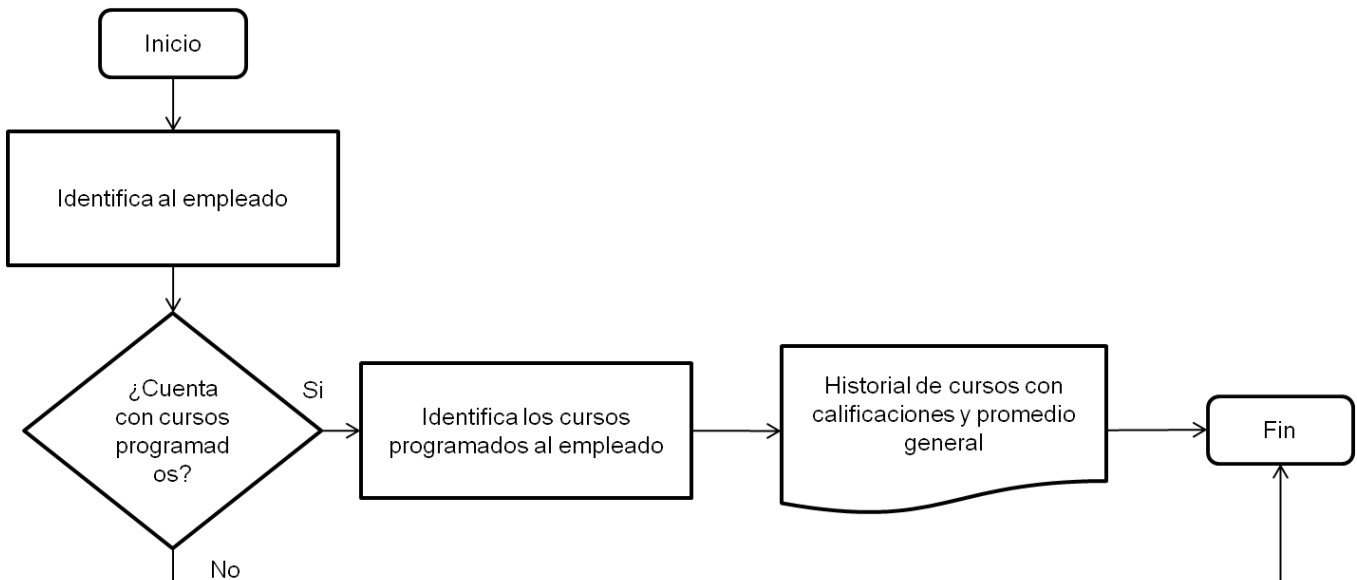 Inicio
Identifica al empleado
¿Cuenta
con cursos
programad
os?
Si
Identifica los cursos
programados al empleado
Historial de cursos con
calificaciones y promedio
general
Fin
No